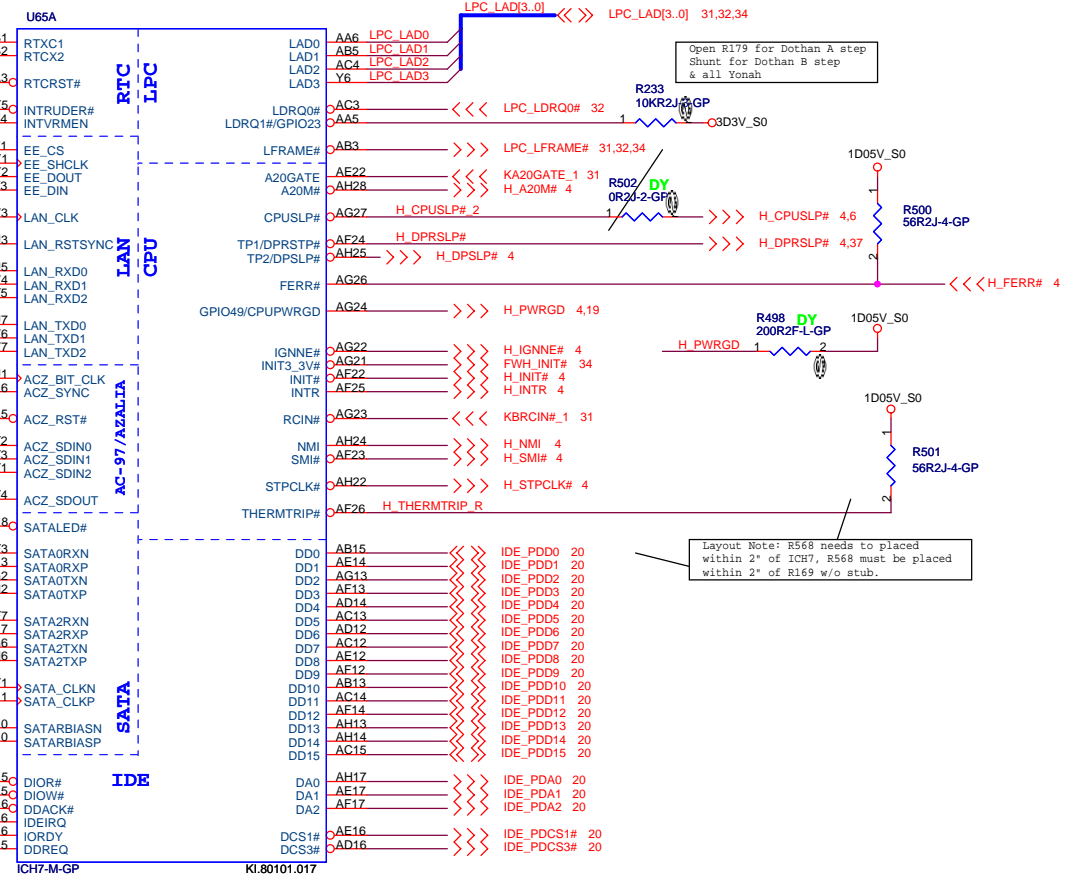 U65A
LPC_LAD[3..0]
LPC_LAD[3..0] 31,32,34
RTXC1
RTCX2
RTCRST#
INTRUDER#
INTVRMEN
EE_CS
EE_SHCLK
EE_DOUT
EE_DIN
LAN_CLK
LAN_RSTSYNC
LAN_RXD0
LAN_RXD1
LAN_RXD2
LAN_TXD0
LAN_TXD1
LAN_TXD2
ACZ_BIT_CLK
ACZ_SYNC
ACZ_RST#
ACZ_SDIN0
ACZ_SDIN1
ACZ_SDIN2
ACZ_SDOUT
SATALED#
SATA0RXN
SATA0RXP
SATA0TXN
SATA0TXP
SATA2RXN
SATA2RXP
SATA2TXN
SATA2TXP
SATA_CLKN
SATA_CLKP
SATARBIASN
SATARBIASP
DIOR#
DIOW#
DDACK#
IDEIRQ
IORDY
DDREQ
RTC
LPC
LAN
CPU
AC-97/AZALIA
SATA
IDE
LAD0 AA6 LPC_LAD0
LAD1 AB5 LPC_LAD1
LAD2 AC4 LPC_LAD2
LAD3 Y6 LPC_LAD3
LDRQ0# AC3 LPC_LDRQ0# 32
LDRQ1#/GPIO23 AA5
LFRAME# AB3 LPC_LFRAME# 31,32,34
A20GATE AE22 KA20GATE_1 31
A20M# AH28 H_A20M# 4
CPUSLP# AG27 H_CPUSLP#_2
H_CPUSLP# 4,6
TP1/DPRSTP# AF24 H_DPRSLP#
H_DPRSLP# 4,37
TP2/DPSLP# AH25 H_DPSLP# 4
FERR# AG26
H_FERR# 4
GPIO49/CPUPWRGD AG24 H_PWRGD 4,19
IGNNE# AG22 H_IGNNE# 4
INIT3_3V# AG21 FWH_INIT# 34
INIT# AF22 H_INIT# 4
INTR AF25 H_INTR 4
RCIN# AG23 KBRCIN#_1 31
NMI AH24 H_NMI 4
SMI# AF23 H_SMI# 4
STPCLK# AH22 H_STPCLK# 4
THERMTRIP# AF26 H_THERMTRIP_R
DD0 AB15 IDE_PDD0 20
DD1 AE14 IDE_PDD1 20
DD2 AG13 IDE_PDD2 20
DD3 AF13 IDE_PDD3 20
DD4 AD14 IDE_PDD4 20
DD5 AC13 IDE_PDD5 20
DD6 AD12 IDE_PDD6 20
DD7 AC12 IDE_PDD7 20
DD8 AE12 IDE_PDD8 20
DD9 AF12 IDE_PDD9 20
DD10 AB13 IDE_PDD10 20
DD11 AC14 IDE_PDD11 20
DD12 AF14 IDE_PDD12 20
DD13 AH13 IDE_PDD13 20
DD14 AH14 IDE_PDD14 20
DD15 AC15 IDE_PDD15 20
DA0 AH17 IDE_PDA0 20
DA1 AE17 IDE_PDA1 20
DA2 AF17 IDE_PDA2 20
DCS1# AE16 IDE_PDCS1# 20
DCS3# AD16 IDE_PDCS3# 20
ICH7-M-GP
KI.80101.017
Open R179 for Dothan A step
Shunt for Dothan B step
& all Yonah
R233
1
3D3V_S0
R502 DY
0R2J-2-GP
1
1D05V_S0
1
R500
56R2J-4-GP
2
R498 DY
200R2F-L-GP
H_PWRGD 1 2
1D05V_S0
1D05V_S0
1
R501
56R2J-4-GP
2
Layout Note: R568 needs to placed
within 2" of ICH7, R568 must be placed
within 2" of R169 w/o stub.